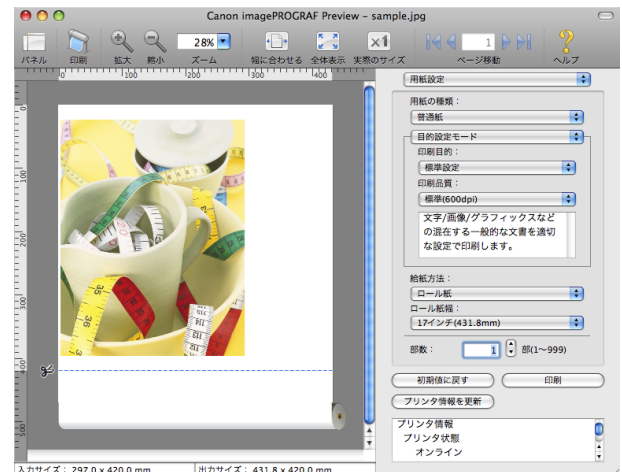 Canon imagePROGRAF Preview – sample.jpg
28%
×1
1
パネル 印刷 拡大 縮小 ズーム 幅に合わせる 全体表示 実際のサイズ ページ移動 ヘルプ
0 100 200 300 400
0
100
200
300
400
500
用紙設定
用紙の種類：
普通紙
目的設定モード
印刷目的：
標準設定
印刷品質：
標準(600dpi)
文字/画像/グラフィックスなど
の混在する一般的な文書を適切
な設定で印刷します。
給紙方法：
ロール紙
ロール紙幅：
17インチ(431.8mm)
部数： 1 部(1〜999)
初期値に戻す 印刷
プリンタ情報を更新
プリンタ情報
プリンタ状態
オンライン
入力サイズ： 297.0 x 420.0 mm 出力サイズ： 431.8 x 420.0 mm